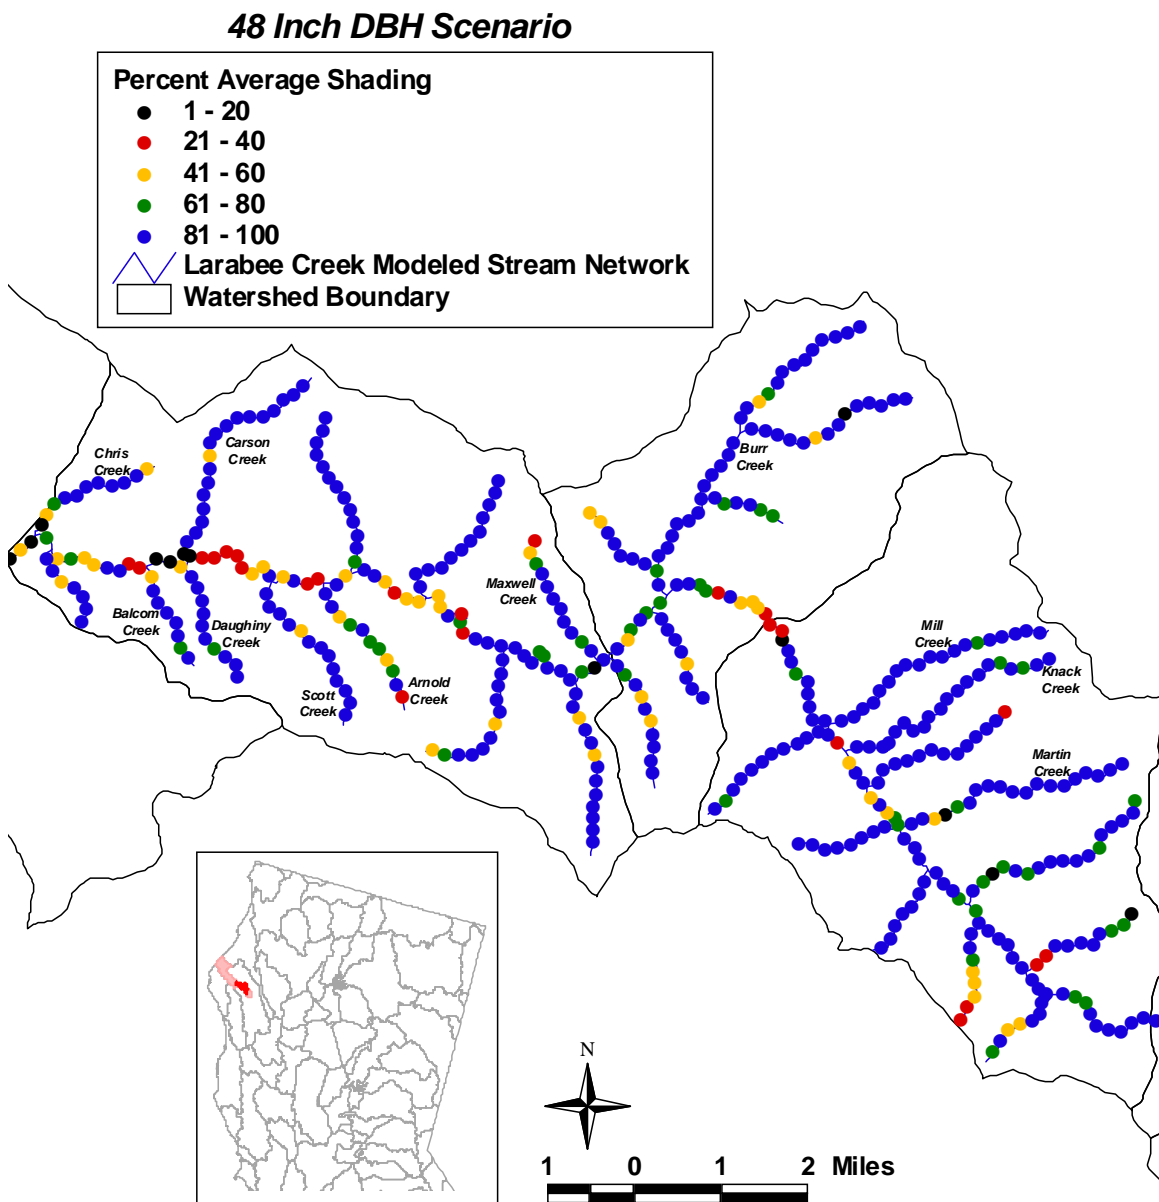 48 Inch DBH Scenario
Percent Average Shading
1 - 20
21 - 40
41 - 60
61 - 80
81 - 100
Larabee Creek Modeled Stream Network
Watershed Boundary
Chris
Creek
Carson
Creek
Burr
Creek
Maxwell
Creek
Balcom
Creek
Daughiny
Creek
Scott
Creek
Arnold
Creek
Mill
Creek
Knack
Creek
Martin
Creek
N
1 0 1 2 Miles